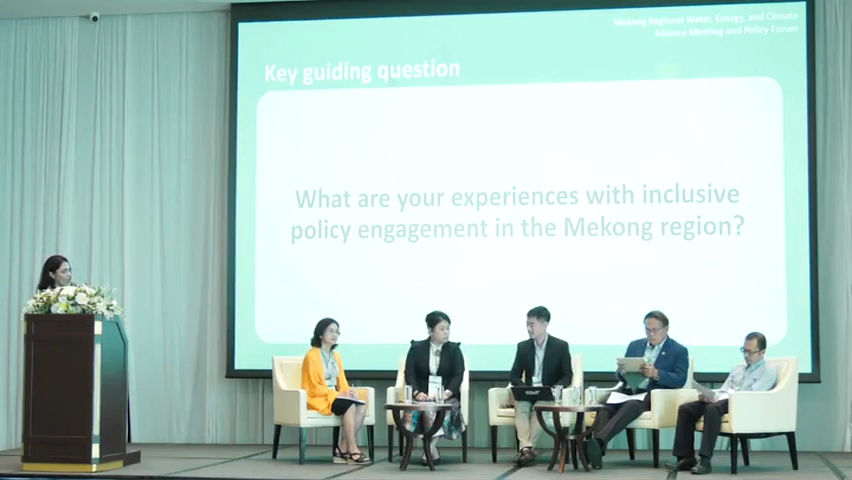 Mekong Regional Water, Energy, and Climate
Alliance Meeting and Policy Forum
Key guiding question
What are your experiences with inclusive
policy engagement in the Mekong region?